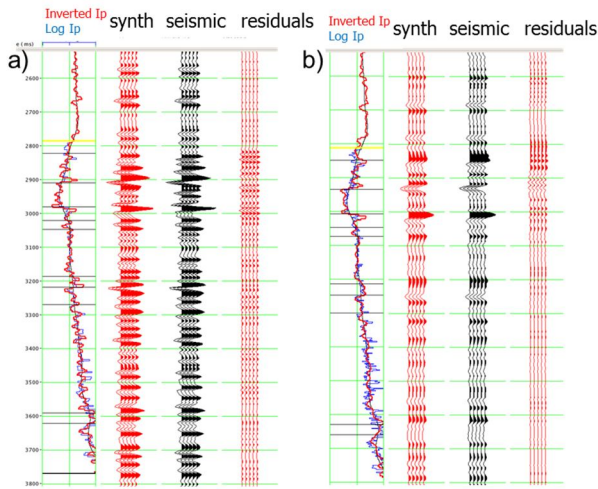 Inverted Ip
Log Ip
synth
seismic
residuals
Inverted Ip
Log Ip
synth
seismic
residuals
e (ms)
a)
b)
2600
2700
2800
2900
3000
3100
3200
3300
3400
3500
3600
3700
3800